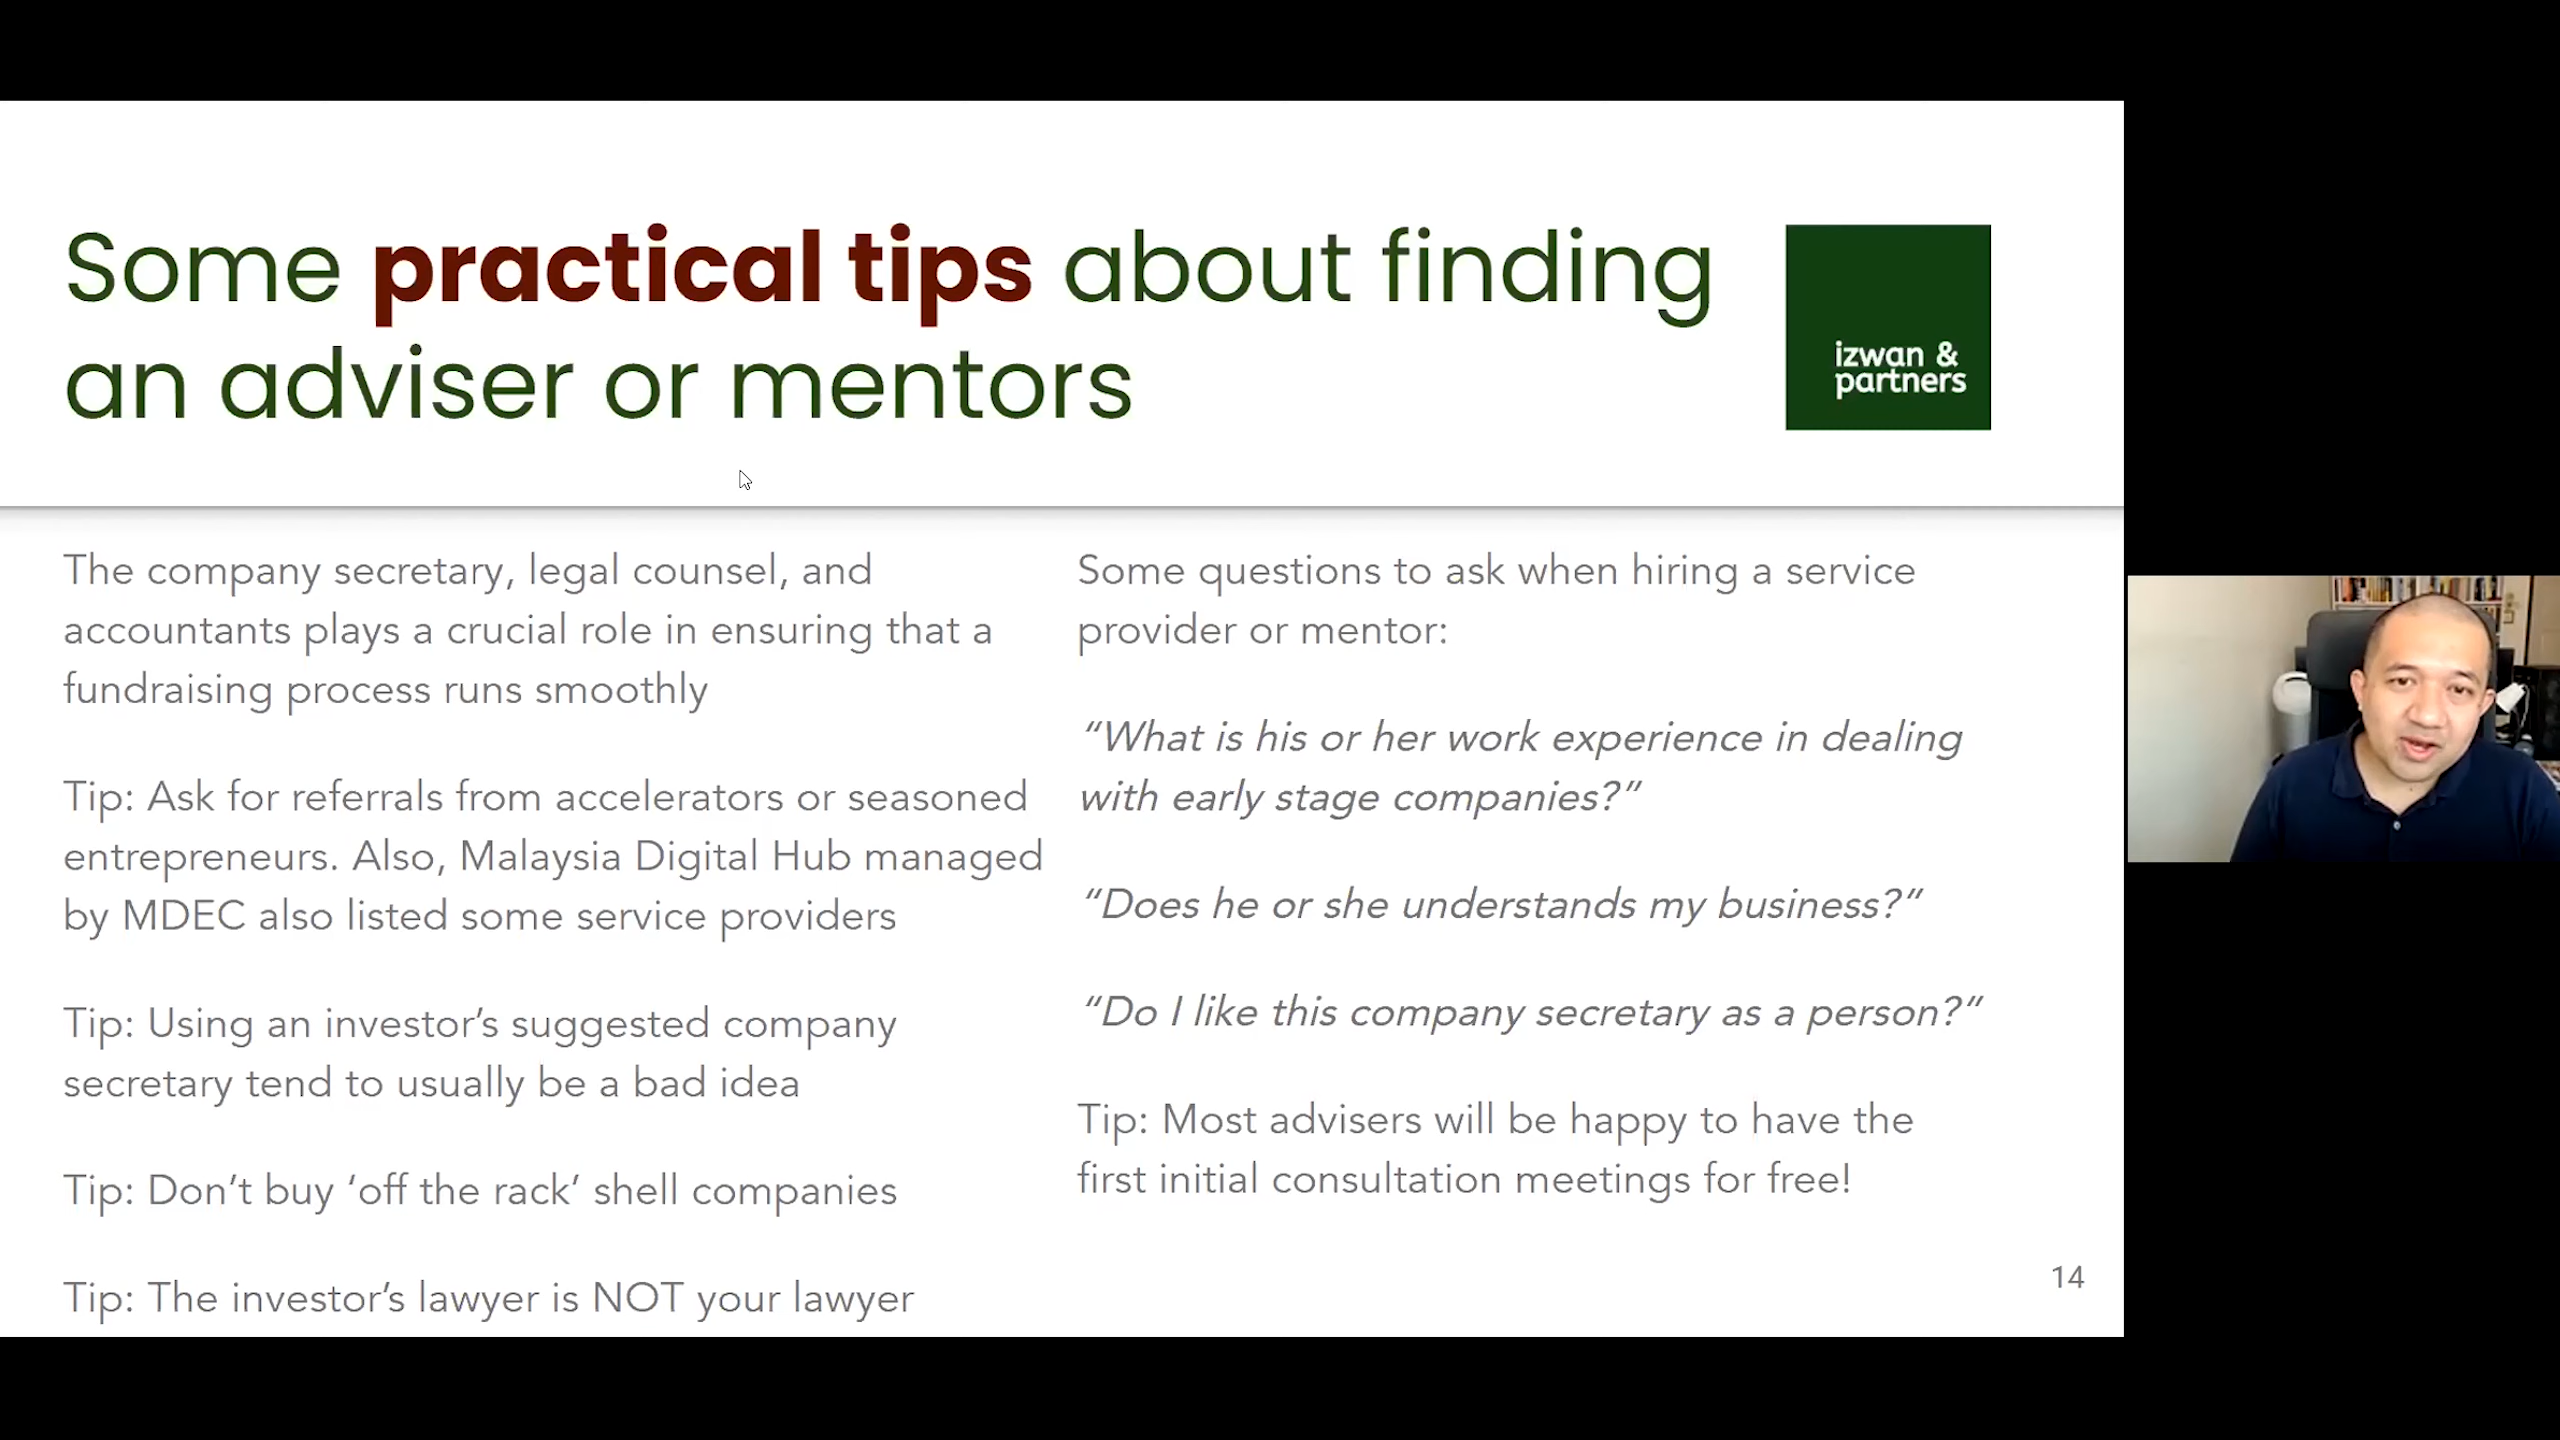 Some practical tips about finding
an adviser or mentors
izwan &
partners
The company secretary, legal counsel, and
accountants plays a crucial role in ensuring that a
fundraising process runs smoothly
Tip: Ask for referrals from accelerators or seasoned
entrepreneurs. Also, Malaysia Digital Hub managed
by MDEC also listed some service providers
Tip: Using an investor’s suggested company
secretary tend to usually be a bad idea
Tip: Don’t buy ‘off the rack’ shell companies
Tip: The investor’s lawyer is NOT your lawyer
Some questions to ask when hiring a service
provider or mentor:
“What is his or her work experience in dealing
with early stage companies?”
“Does he or she understands my business?”
“Do I like this company secretary as a person?”
Tip: Most advisers will be happy to have the
first initial consultation meetings for free!
14